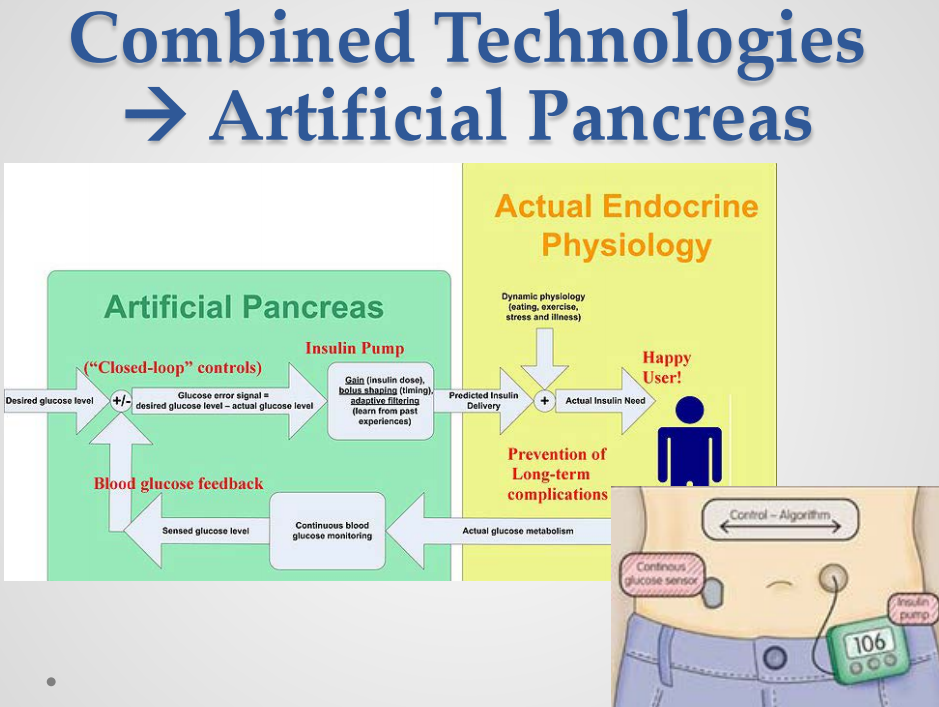 Combined Technologies
→ Artificial Pancreas
Actual Endocrine
Physiology
Artificial Pancreas
Dynamic physiology
(eating, exercise,
stress and illness)
(“Closed-loop” controls)
Insulin Pump
Happy
User!
Desired glucose level
+/-
Glucose error signal =
desired glucose level – actual glucose level
Gain (insulin dose),
bolus shaping (timing),
adaptive filtering
(learn from past
experiences)
Predicted Insulin
Delivery
+
Actual Insulin Need
Prevention of
Long-term
complications
Blood glucose feedback
Sensed glucose level
Continuous blood
glucose monitoring
Actual glucose metabolism
Control – Algorithm
Continous
glucose sensor
Insulin
pump
106